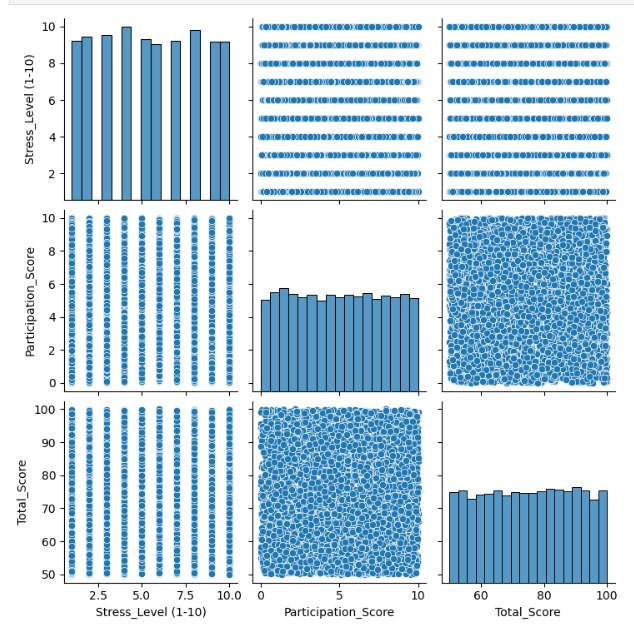 10
8
6
4
2
Stress_Level (1-10)
10
8
6
4
2
0
Participation_Score
100
90
80
70
60
50
Total_Score
2.5 5.0 7.5 10.0
Stress_Level (1-10)
0 5 10
Participation_Score
60 80 100
Total_Score